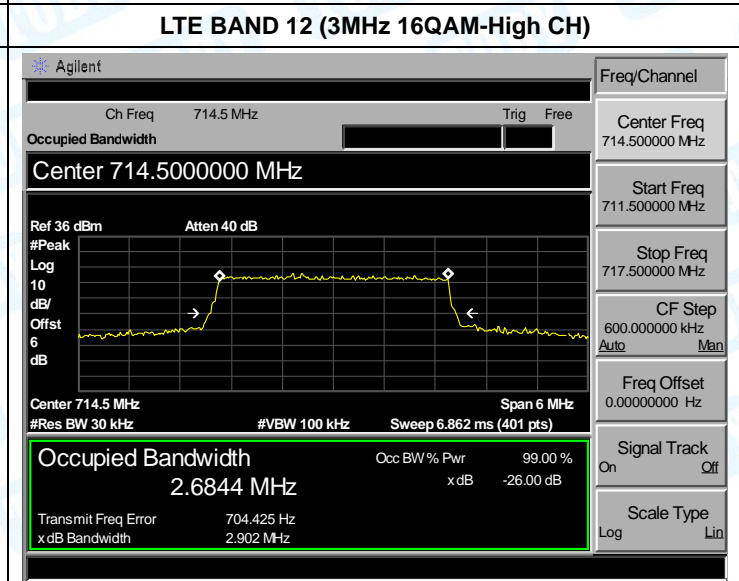 LTE BAND 12 (3MHz 16QAM-High CH)
Agilent
Freq/Channel
Ch Freq 714.5 MHz Trig Free
Occupied Bandwidth
Center 714.5000000 MHz
Center Freq
714.500000 MHz
Start Freq
711.500000 MHz
Stop Freq
717.500000 MHz
CF Step
600.000000 kHz
Auto Man
Freq Offset
0.00000000 Hz
Signal Track
On Off
Scale Type
Log Lin
Ref 36 dBm Atten 40 dB
#Peak
Log
10
dB/
Offst
6
dB
Center 714.5 MHz Span 6 MHz
#Res BW 30 kHz #VBW 100 kHz Sweep 6.862 ms (401 pts)
Occupied Bandwidth
2.6844 MHz
Occ BW % Pwr 99.00 %
x dB -26.00 dB
Transmit Freq Error 704.425 Hz
x dB Bandwidth 2.902 MHz